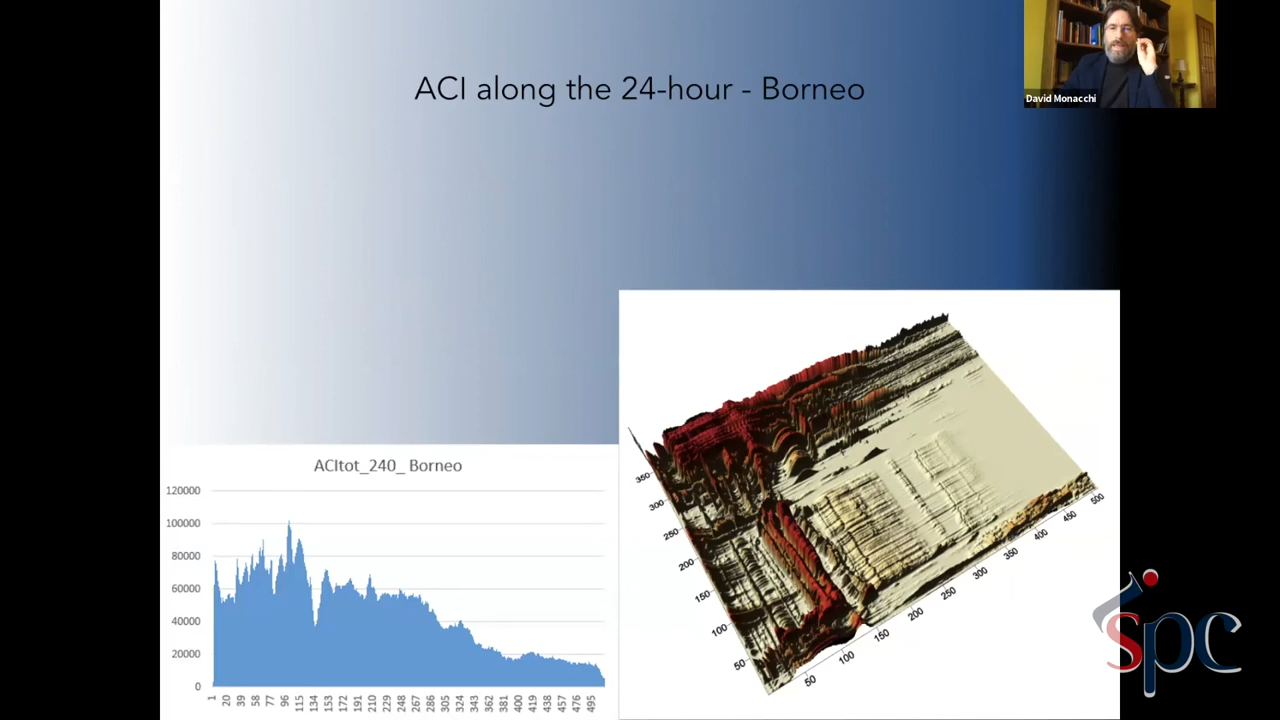 David Monacchi
ACI along the 24-hour - Borneo
ACItot_240_ Borneo
120000
100000
80000
60000
40000
20000
0
1 20 39 58 77 96 115 134 153 172 191 210 229 248 267 286 305 324 343 362 381 400 419 438 457 476 495
350
300
250
200
150
100
50
50 100 150 200 250 300 350 400 450 500
spc